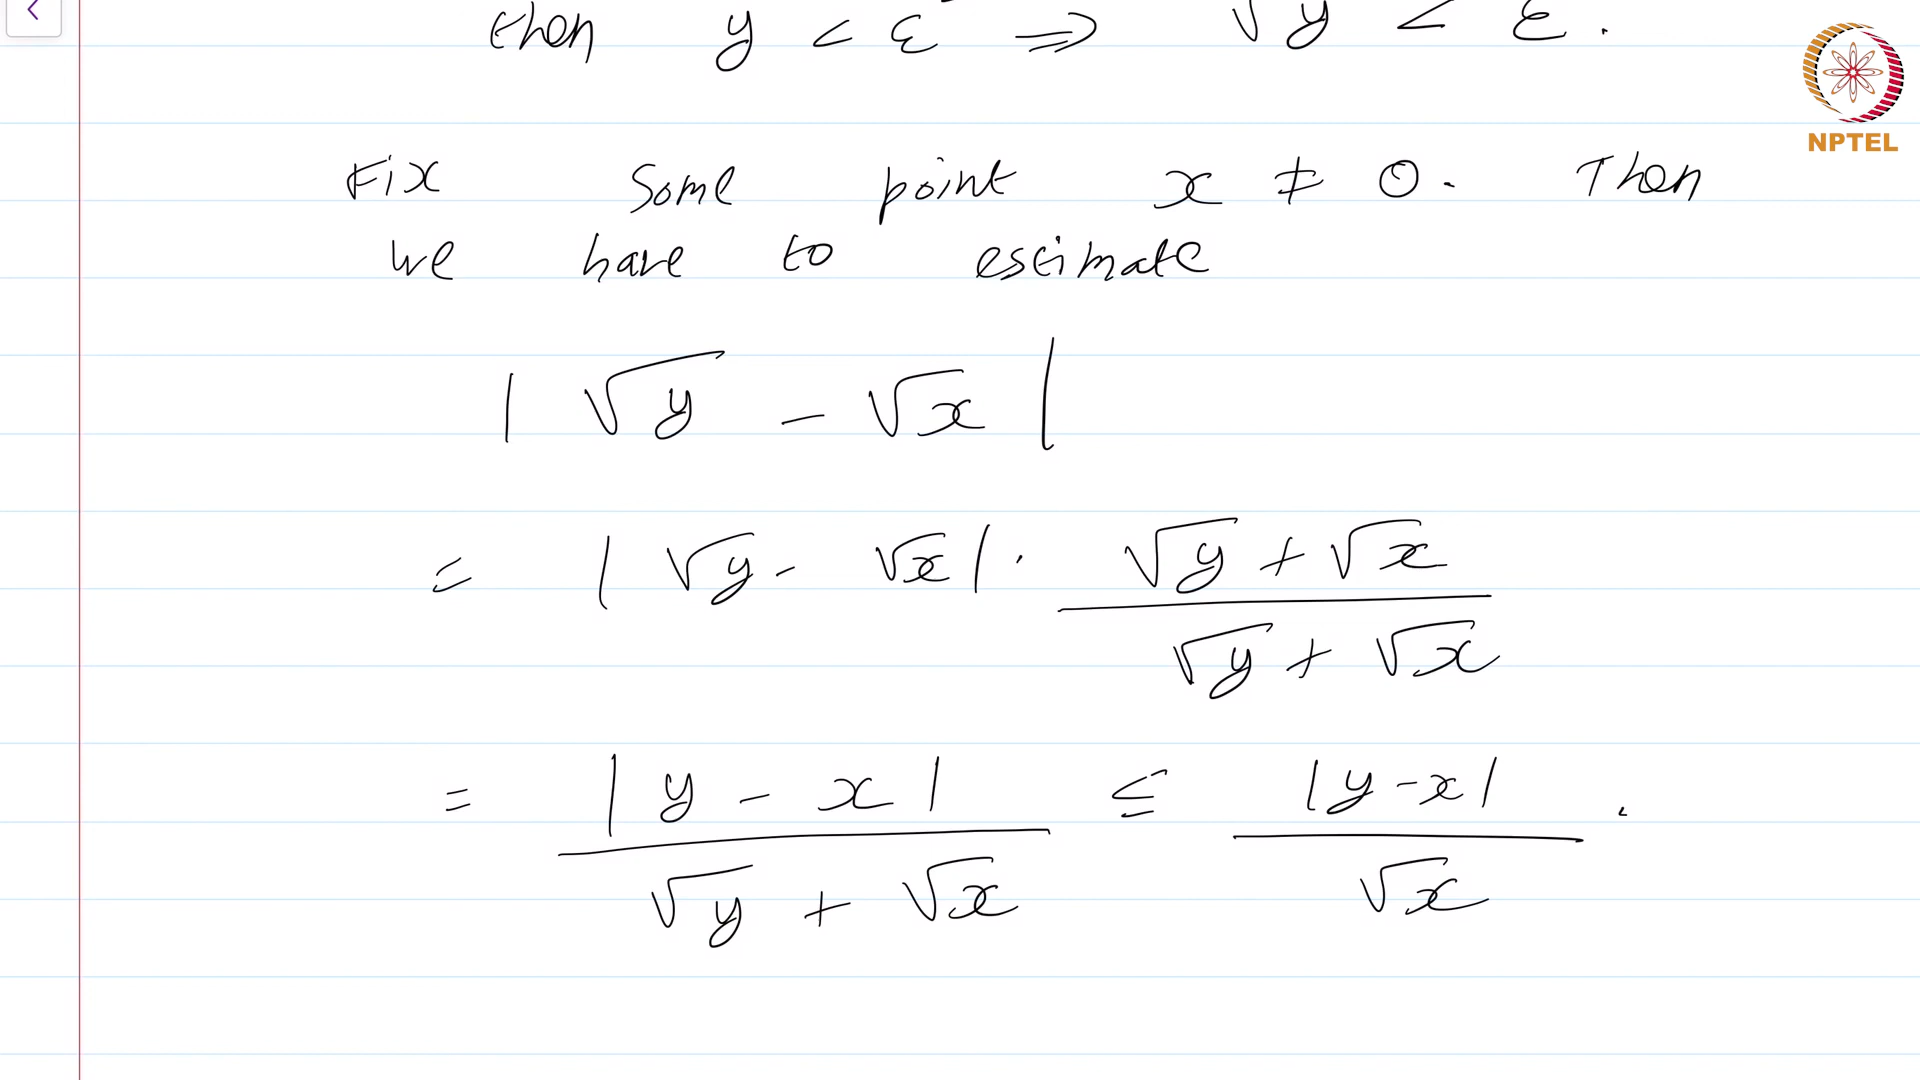 then y < ε² ⇒ √y < ε.
NPTEL
Fix some point x ≠ 0. Then
we have to estimate
|√y - √x|
= |√y - √x| · (√y + √x)/(√y + √x)
= |y - x|/(√y + √x) ≤ |y - x|/√x .